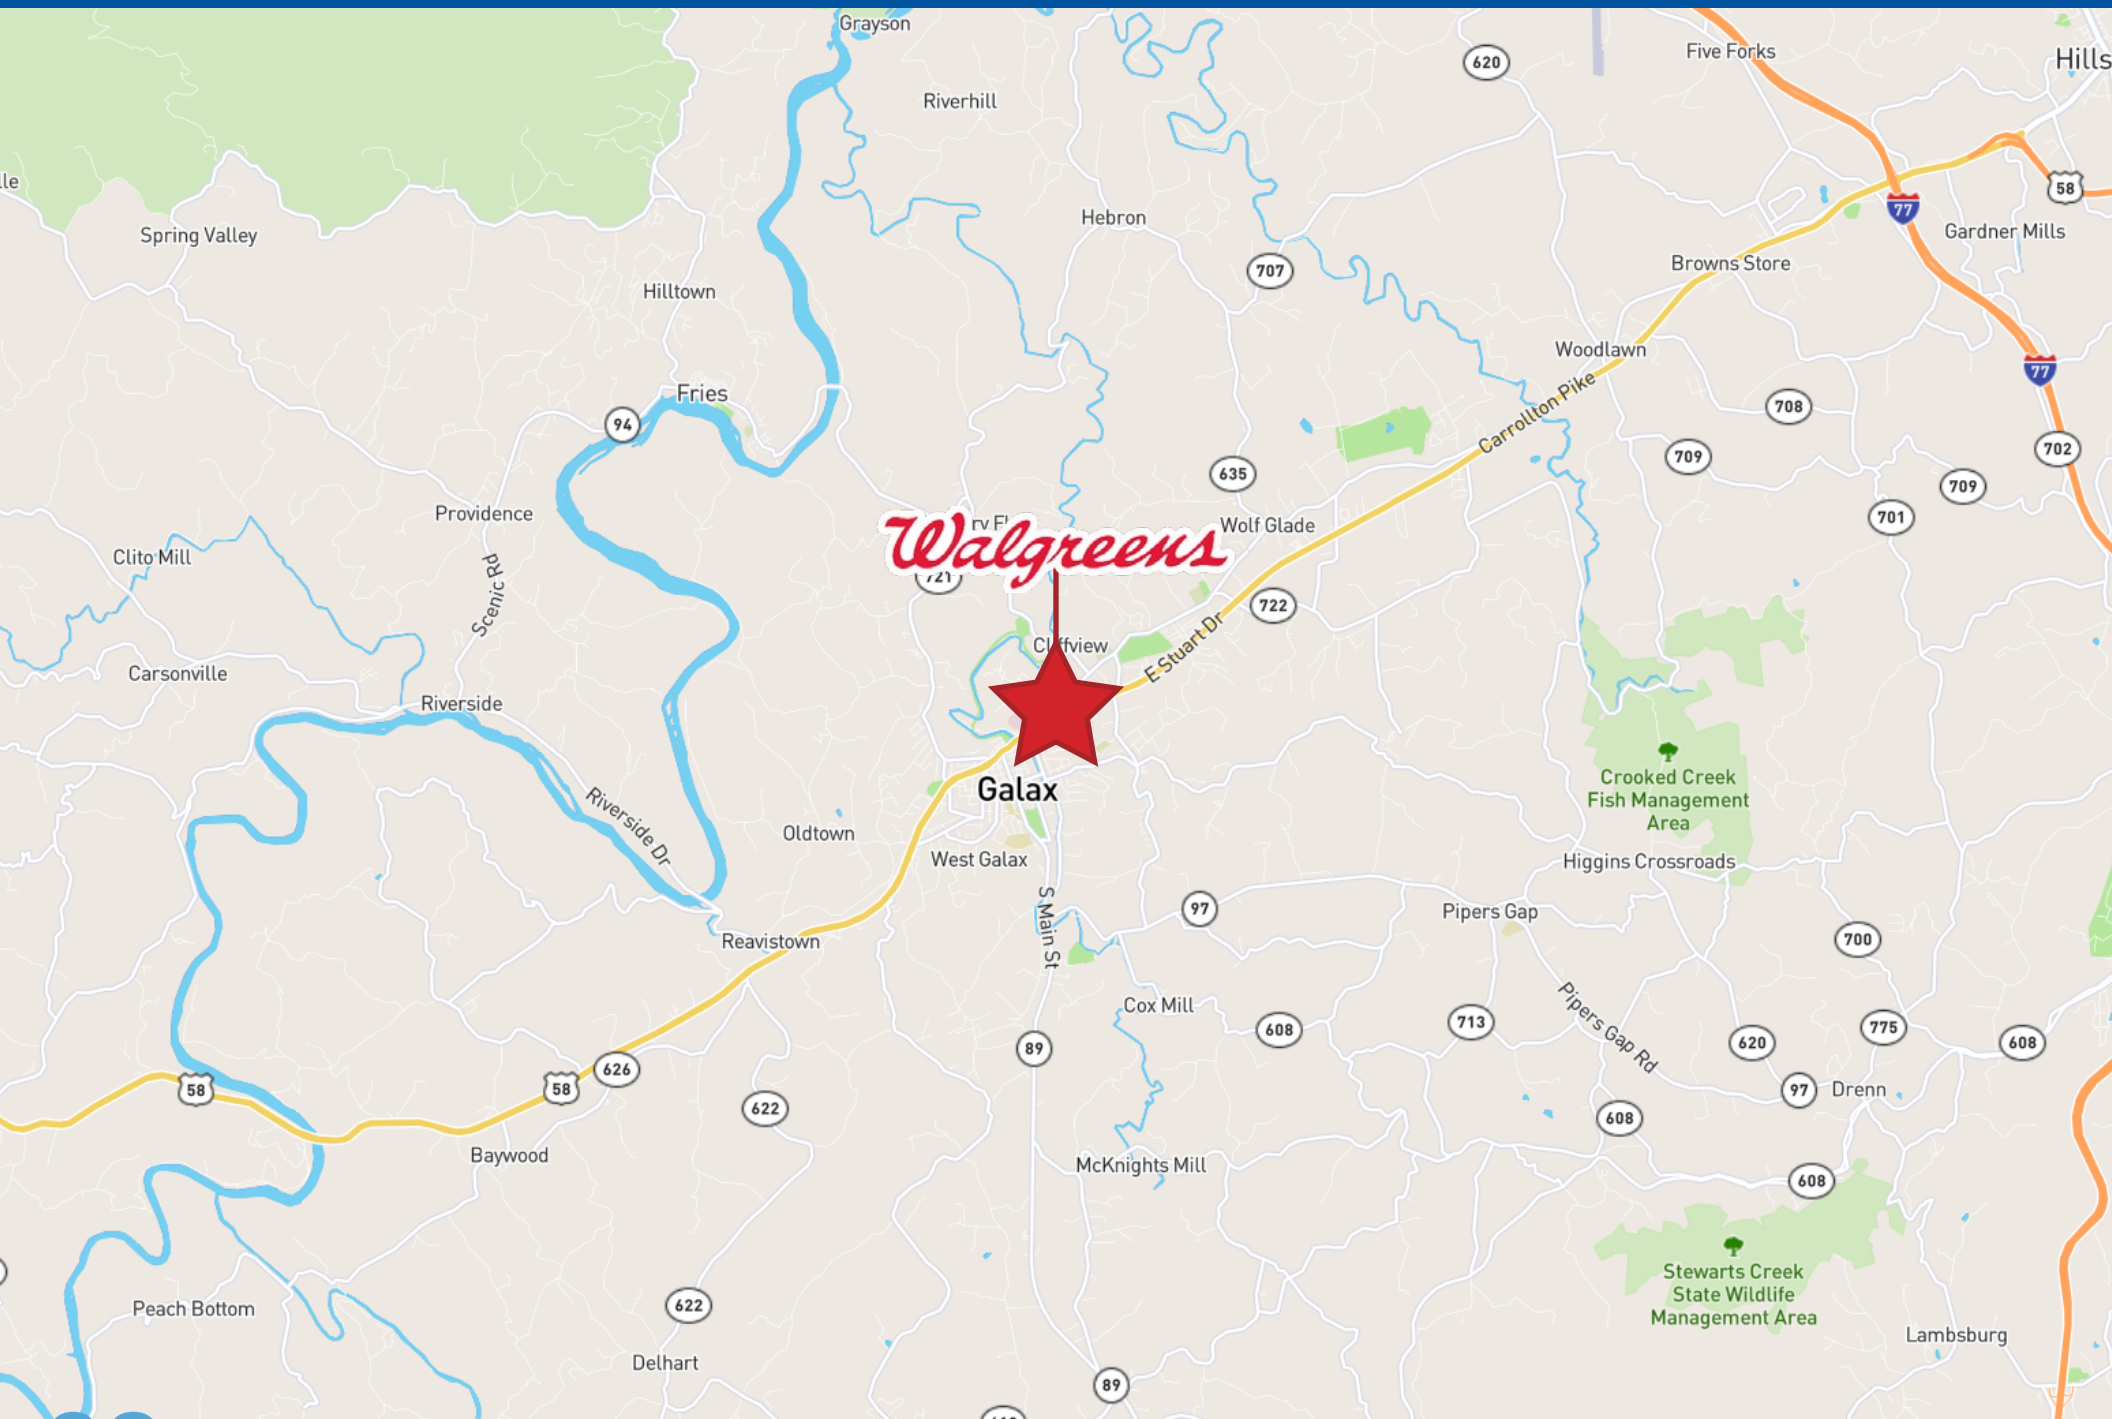 Grayson
Five Forks
Hills
620
Riverhill
58
77
Hebron
Gardner Mills
Spring Valley
Browns Store
707
Hilltown
Woodlawn
77
Fries
708
Carrollton Pike
94
702
709
635
709
Providence
701
Wolf Glade
Walgreens
Clito Mill
721
Scenic Rd
722
Cliffview
E Stuart Dr
Carsonville
Riverside
Crooked Creek
Fish Management
Area
Galax
Riverside Dr
Oldtown
West Galax
Higgins Crossroads
97
Pipers Gap
S Main St
Reavistown
700
Cox Mill
Pipers Gap Rd
713
608
775
620
608
89
626
58
58
97
Drenn
622
608
Baywood
McKnights Mill
608
Stewarts Creek
State Wildlife
Management Area
Peach Bottom
622
Lambsburg
Delhart
89